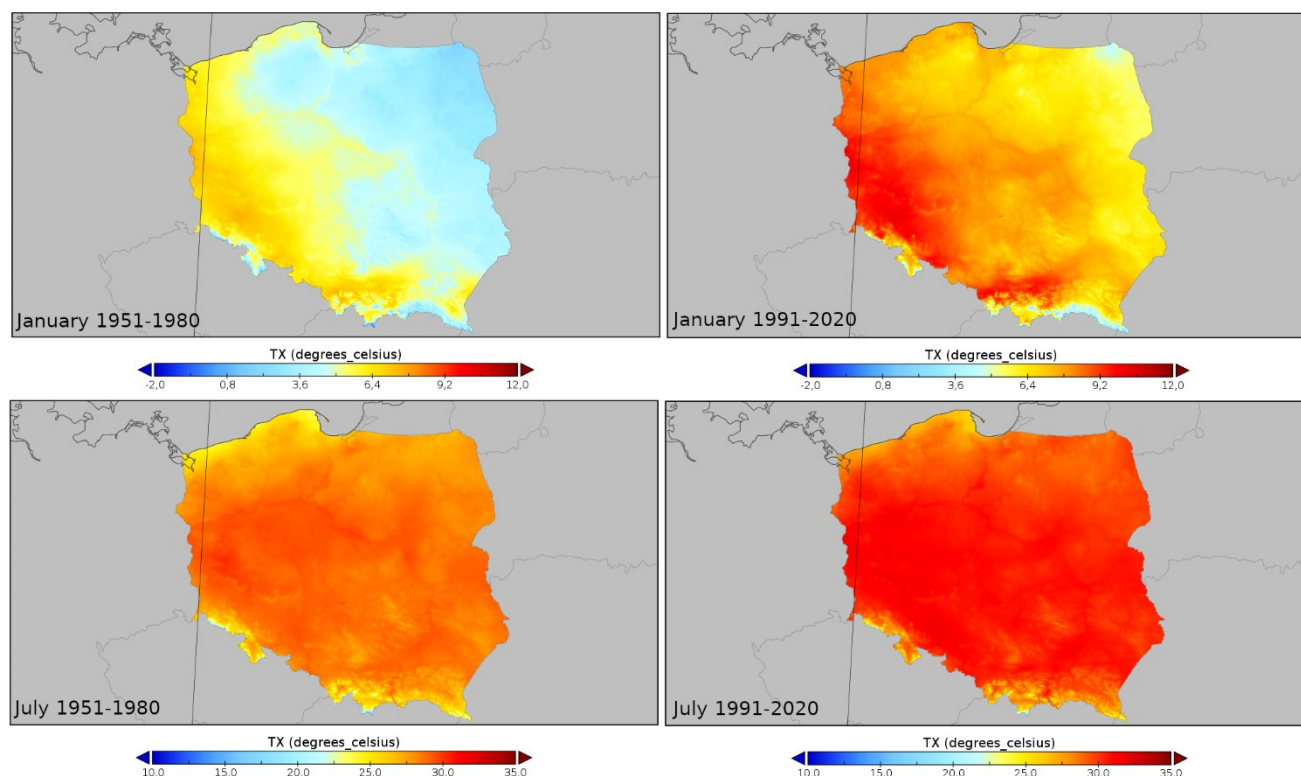 January 1951-1980
TX (degrees_celsius)
-2,0 0,8 3,6 6,4 9,2 12,0
January 1991-2020
TX (degrees_celsius)
-2,0 0,8 3,6 6,4 9,2 12,0
July 1951-1980
TX (degrees_celsius)
10.0 15.0 20.0 25.0 30.0 35.0
July 1991-2020
TX (degrees_celsius)
10.0 15.0 20.0 25.0 30.0 35.0